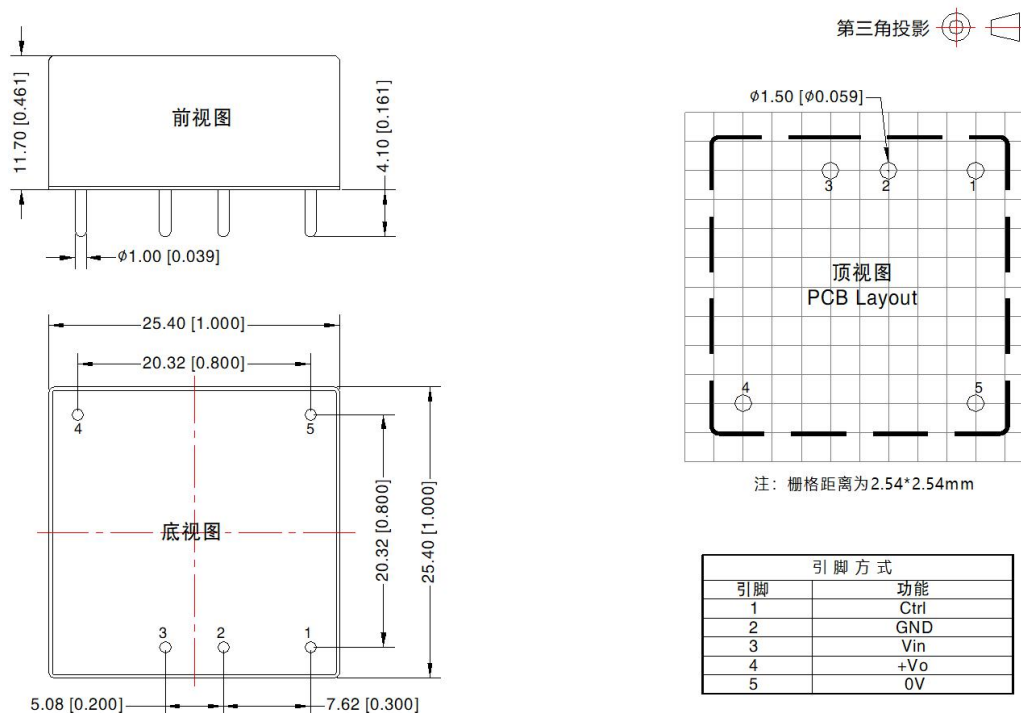 第三角投影
11.70 [0.461]
前视图
4.10 [0.161]
φ1.00 [0.039]
φ1.50 [φ0.059]
3
2
1
顶视图
PCB Layout
4
5
注：栅格距离为2.54*2.54mm
25.40 [1.000]
20.32 [0.800]
4
5
底视图
20.32 [0.800]
25.40 [1.000]
3
2
1
5.08 [0.200]
7.62 [0.300]
引脚方式
引脚 功能
1 Ctrl
2 GND
3 Vin
4 +Vo
5 0V